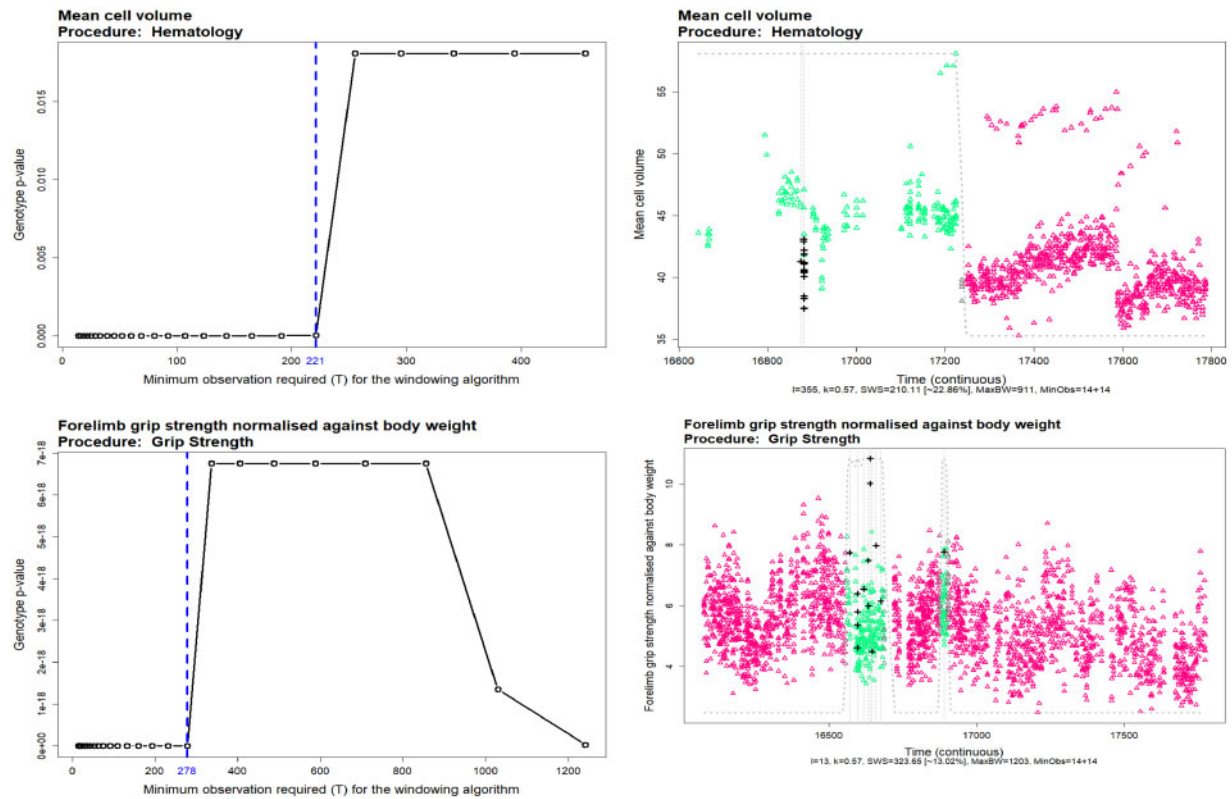 Mean cell volume
Procedure: Hematology
Genotype p-value
0.000
0.005
0.010
0.015
0
100
200
221
300
400
Minimum observation required (T) for the windowing algorithm
Mean cell volume
Procedure: Hematology
Mean cell volume
35
40
45
50
55
16600
16800
17000
17200
17400
17600
17800
Time (continuous)
l=355, k=0.57, SWS=210.11 [~22.86%], MaxBW=911, MinObs=14+14
Forelimb grip strength normalised against body weight
Procedure: Grip Strength
Genotype p-value
0e+00
1e-18
2e-18
3e-18
4e-18
5e-18
6e-18
7e-18
0
200
278
400
600
800
1000
1200
Minimum observation required (T) for the windowing algorithm
Forelimb grip strength normalised against body weight
Procedure: Grip Strength
Forelimb grip strength normalised against body weight
4
6
8
10
16500
17000
17500
Time (continuous)
l=13, k=0.57, SWS=323.65 [~13.02%], MaxBW=1203, MinObs=14+14